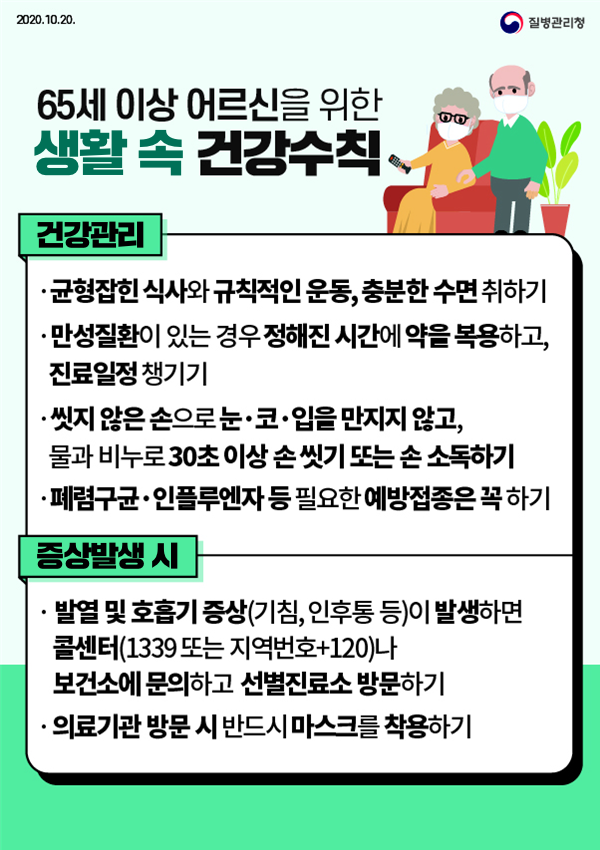 2020.10.20.
질병관리청
65세 이상 어르신을 위한
생활 속 건강수칙
건강관리
· 균형잡힌 식사와 규칙적인 운동, 충분한 수면 취하기
· 만성질환이 있는 경우 정해진 시간에 약을 복용하고,
진료일정 챙기기
· 씻지 않은 손으로 눈·코·입을 만지지 않고,
물과 비누로 30초 이상 손 씻기 또는 손 소독하기
· 폐렴구균·인플루엔자 등 필요한 예방접종은 꼭 하기
증상발생 시
· 발열 및 호흡기 증상(기침, 인후통 등)이 발생하면
콜센터(1339 또는 지역번호+120)나
보건소에 문의하고 선별진료소 방문하기
· 의료기관 방문 시 반드시 마스크를 착용하기